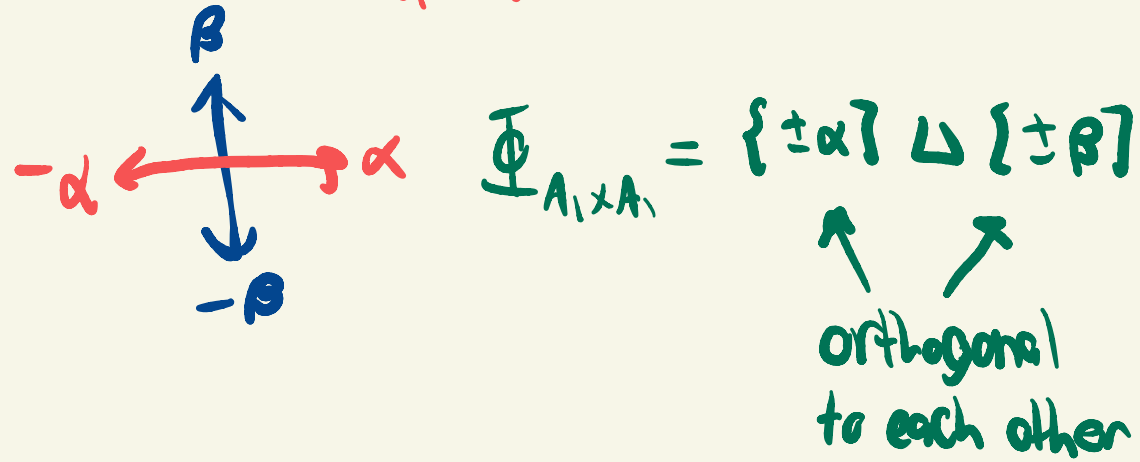 β
-α α
-β
Φ_{A₁×A₁} = {±α} ⊔ {±β}
orthogonal
to each other